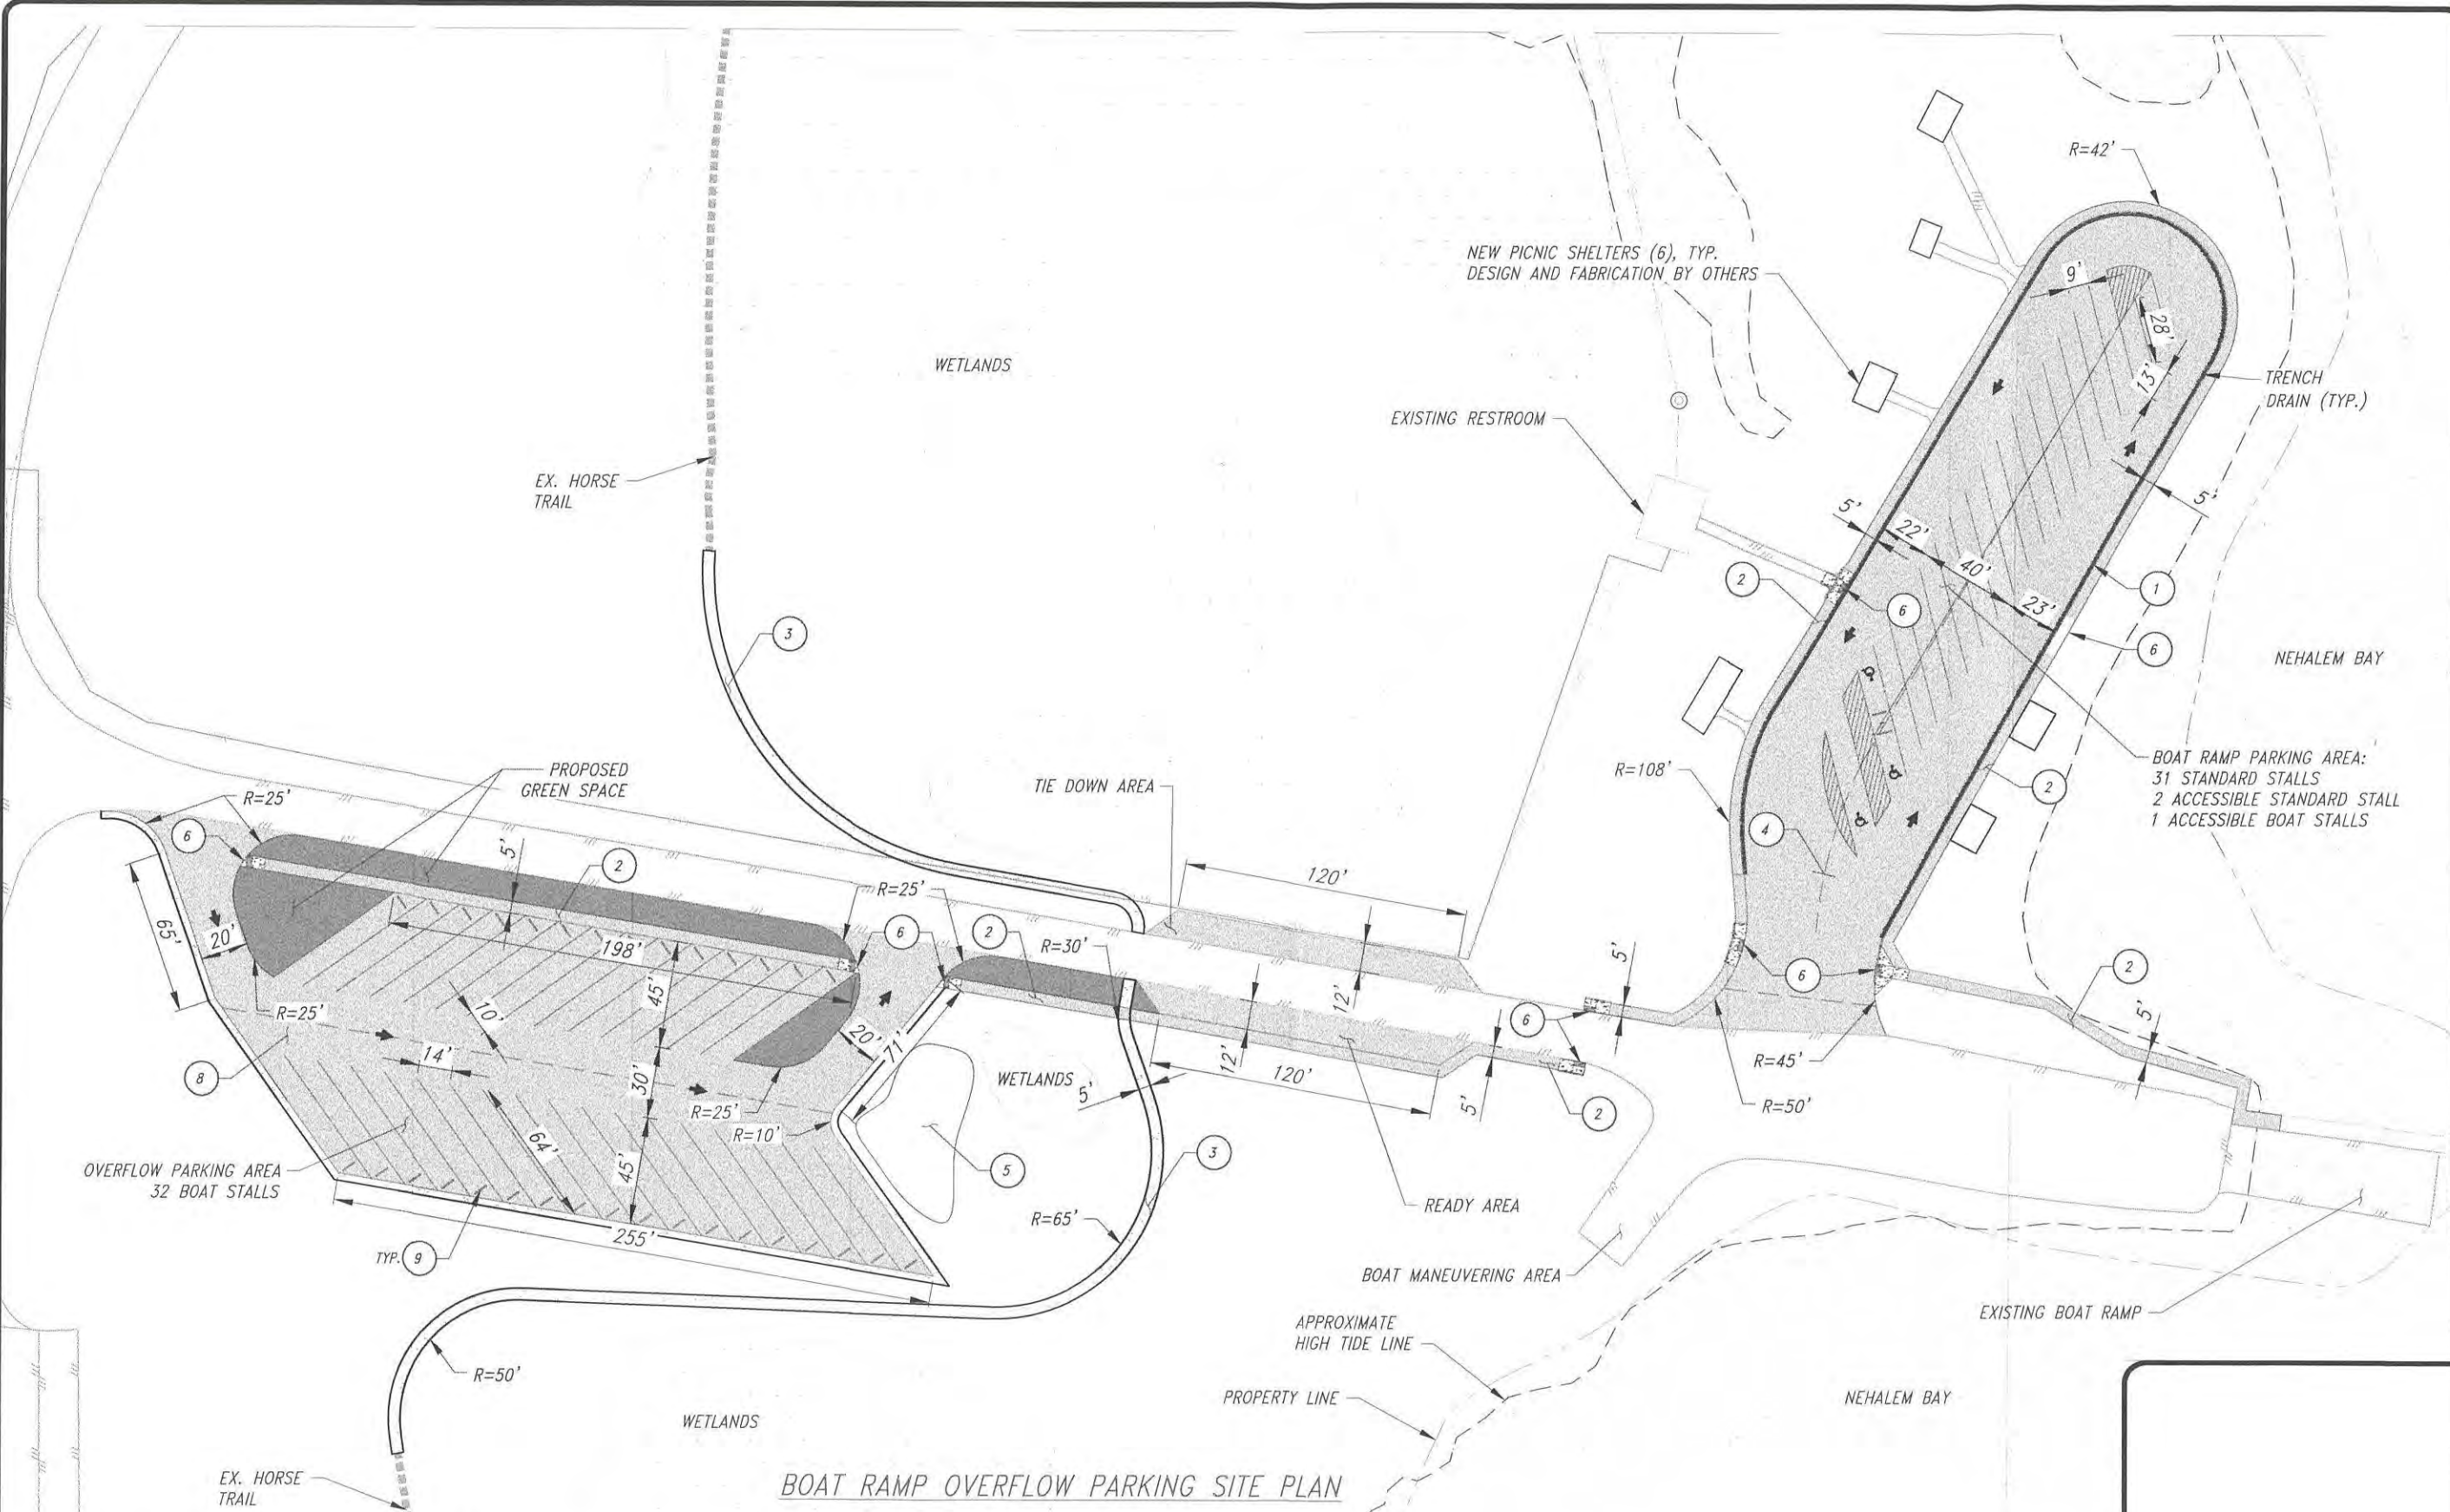 R=42'
NEW PICNIC SHELTERS (6), TYP.
DESIGN AND FABRICATION BY OTHERS
9'
28'
13'
TRENCH
DRAIN (TYP.)
WETLANDS
EXISTING RESTROOM
EX. HORSE
TRAIL
5'
5'
22'
40'
23'
2
6
1
6
3
NEHALEM BAY
BOAT RAMP PARKING AREA:
31 STANDARD STALLS
2 ACCESSIBLE STANDARD STALL
1 ACCESSIBLE BOAT STALLS
2
R=108'
4
PROPOSED
GREEN SPACE
TIE DOWN AREA
R=25'
6
5'
2
R=25'
120'
65'
20'
198'
6
2
R=30'
45'
12'
5'
6
2
5'
R=25'
10'
14'
20'
71'
12'
6
8
30'
WETLANDS
5'
120'
5'
2
R=45'
R=50'
R=25'
R=10'
64'
45'
5
3
OVERFLOW PARKING AREA
32 BOAT STALLS
READY AREA
R=65'
255'
TYP.
9
BOAT MANEUVERING AREA
EXISTING BOAT RAMP
APPROXIMATE
HIGH TIDE LINE
R=50'
PROPERTY LINE
NEHALEM BAY
WETLANDS
EX. HORSE
TRAIL
BOAT RAMP OVERFLOW PARKING SITE PLAN